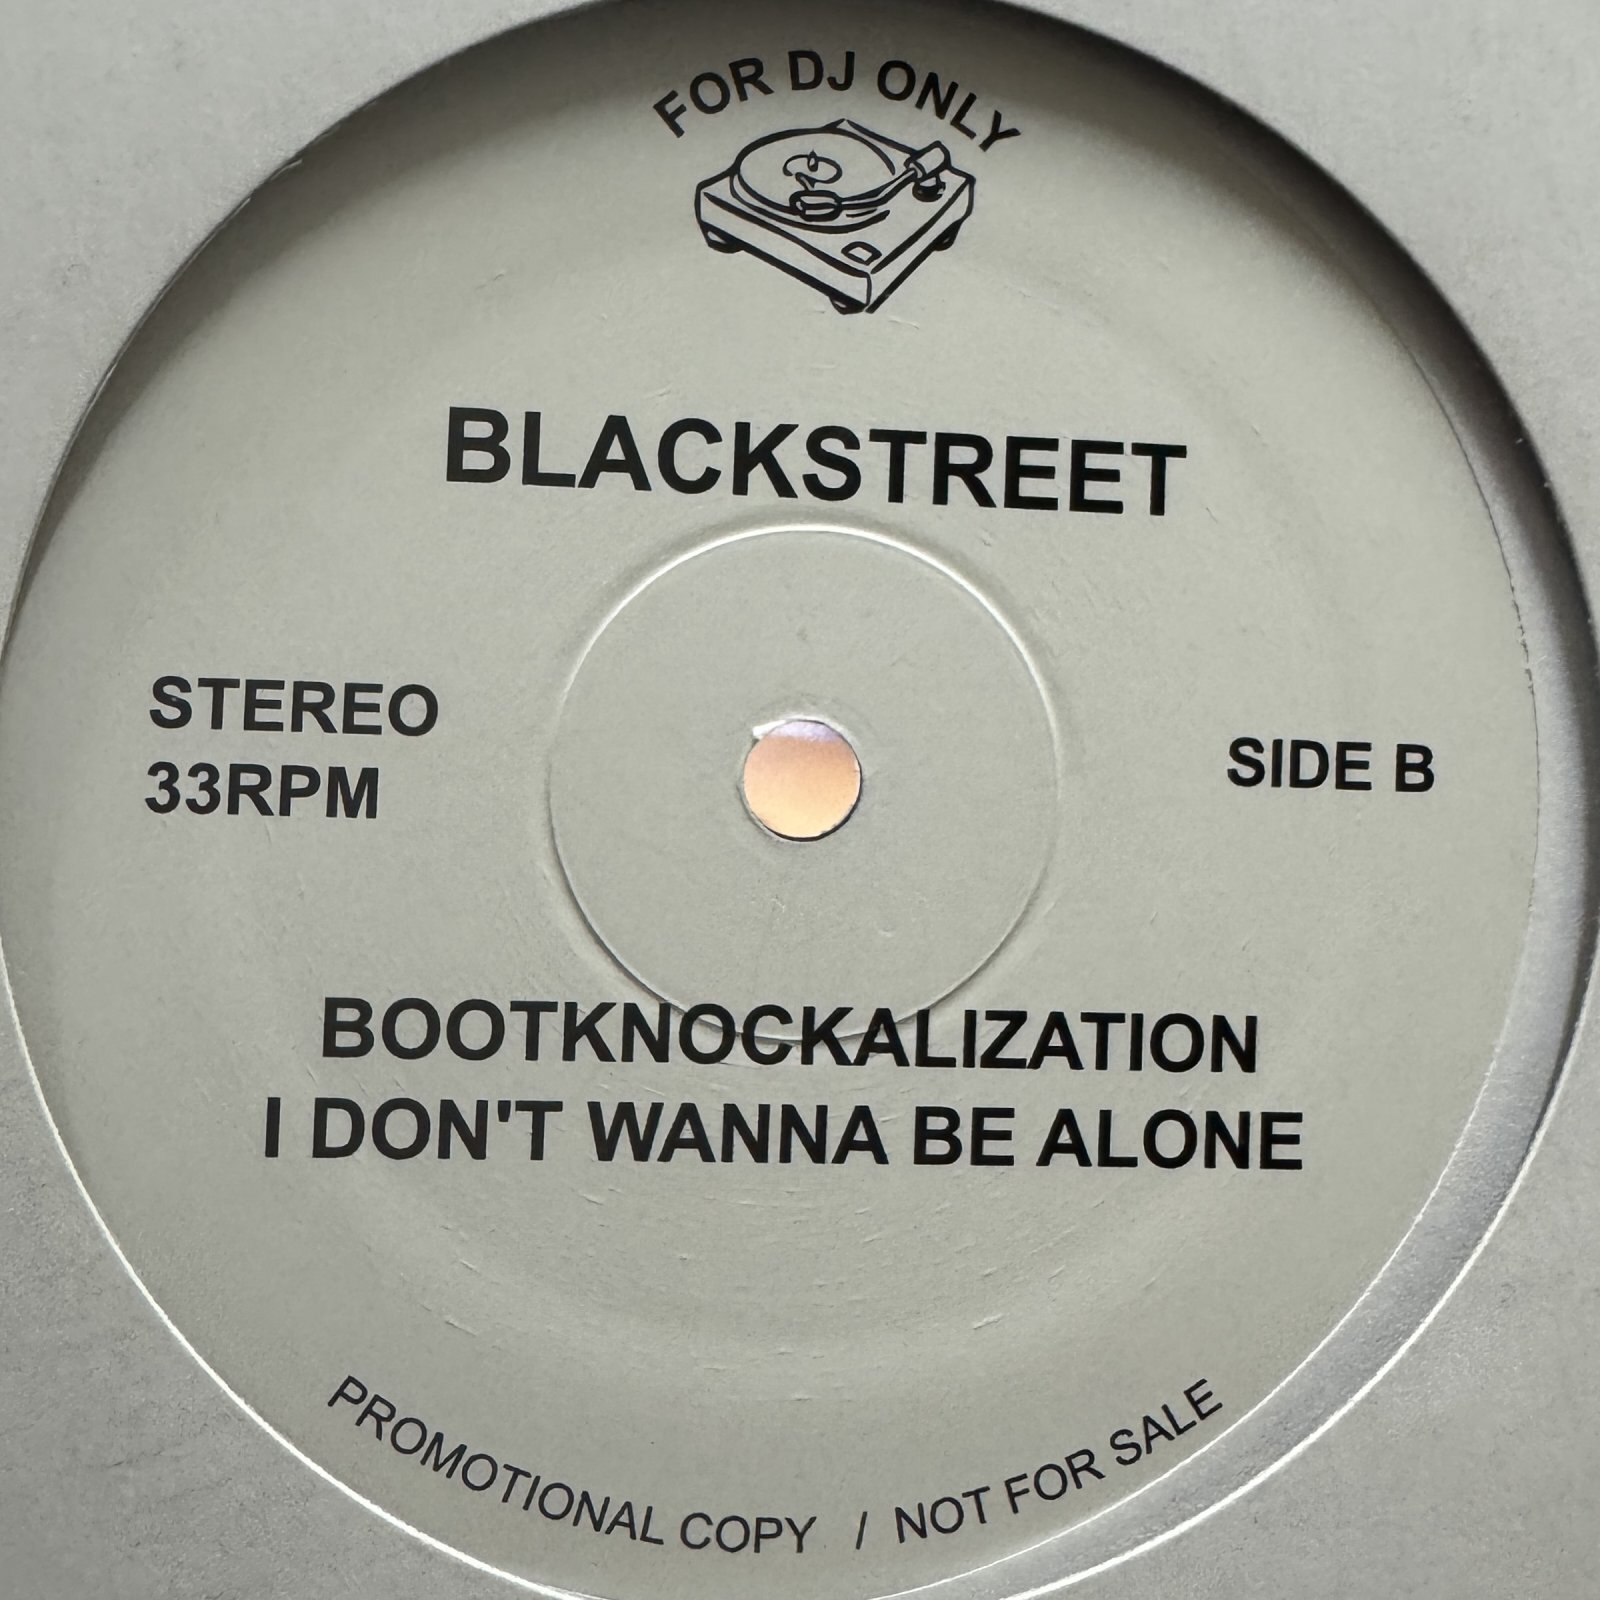 FOR DJ ONLY
BLACKSTREET
STEREO
33RPM
SIDE B
BOOTKNOCKALIZATION
I DON'T WANNA BE ALONE
PROMOTIONAL COPY / NOT FOR SALE